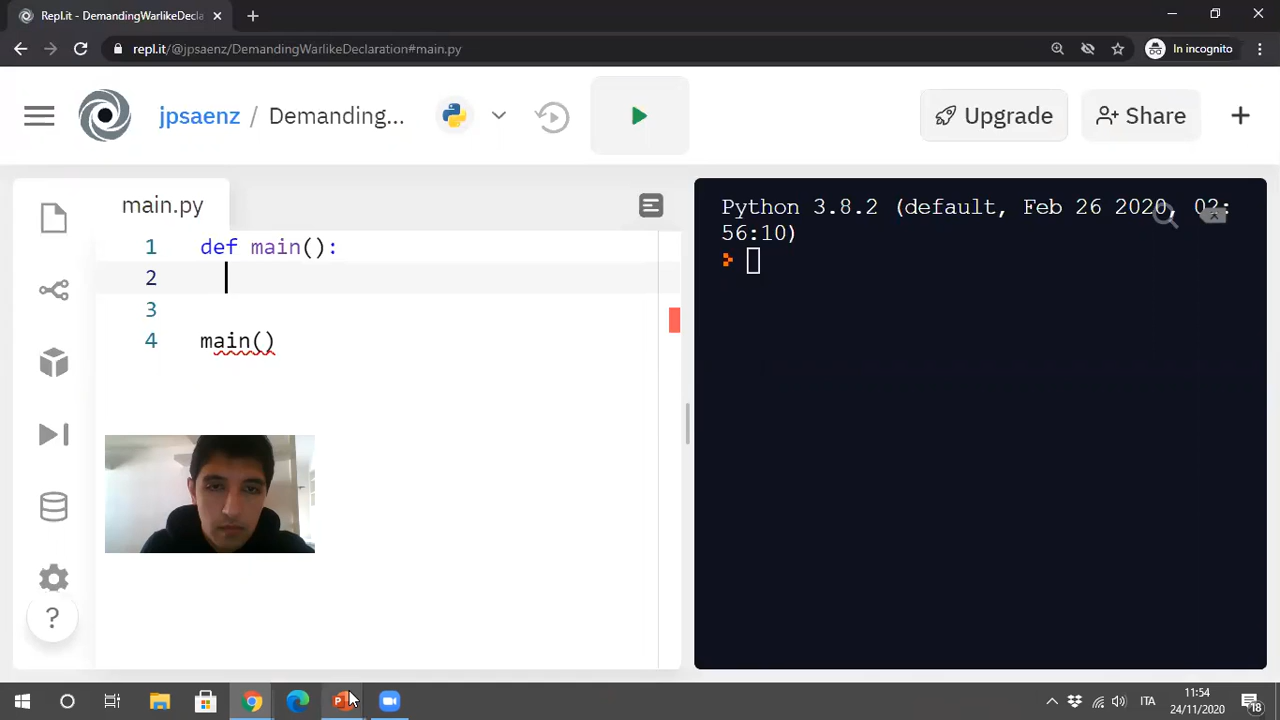 Repl.it - DemandingWarlikeDecla
repl.it/@jpsaenz/DemandingWarlikeDeclaration#main.py
In incognito
jpsaenz / Demanding...
Upgrade
Share
main.py
1 def main():
2
3
4 main()
Python 3.8.2 (default, Feb 26 2020, 02:
56:10)
?
ITA
11:54
24/11/2020
18